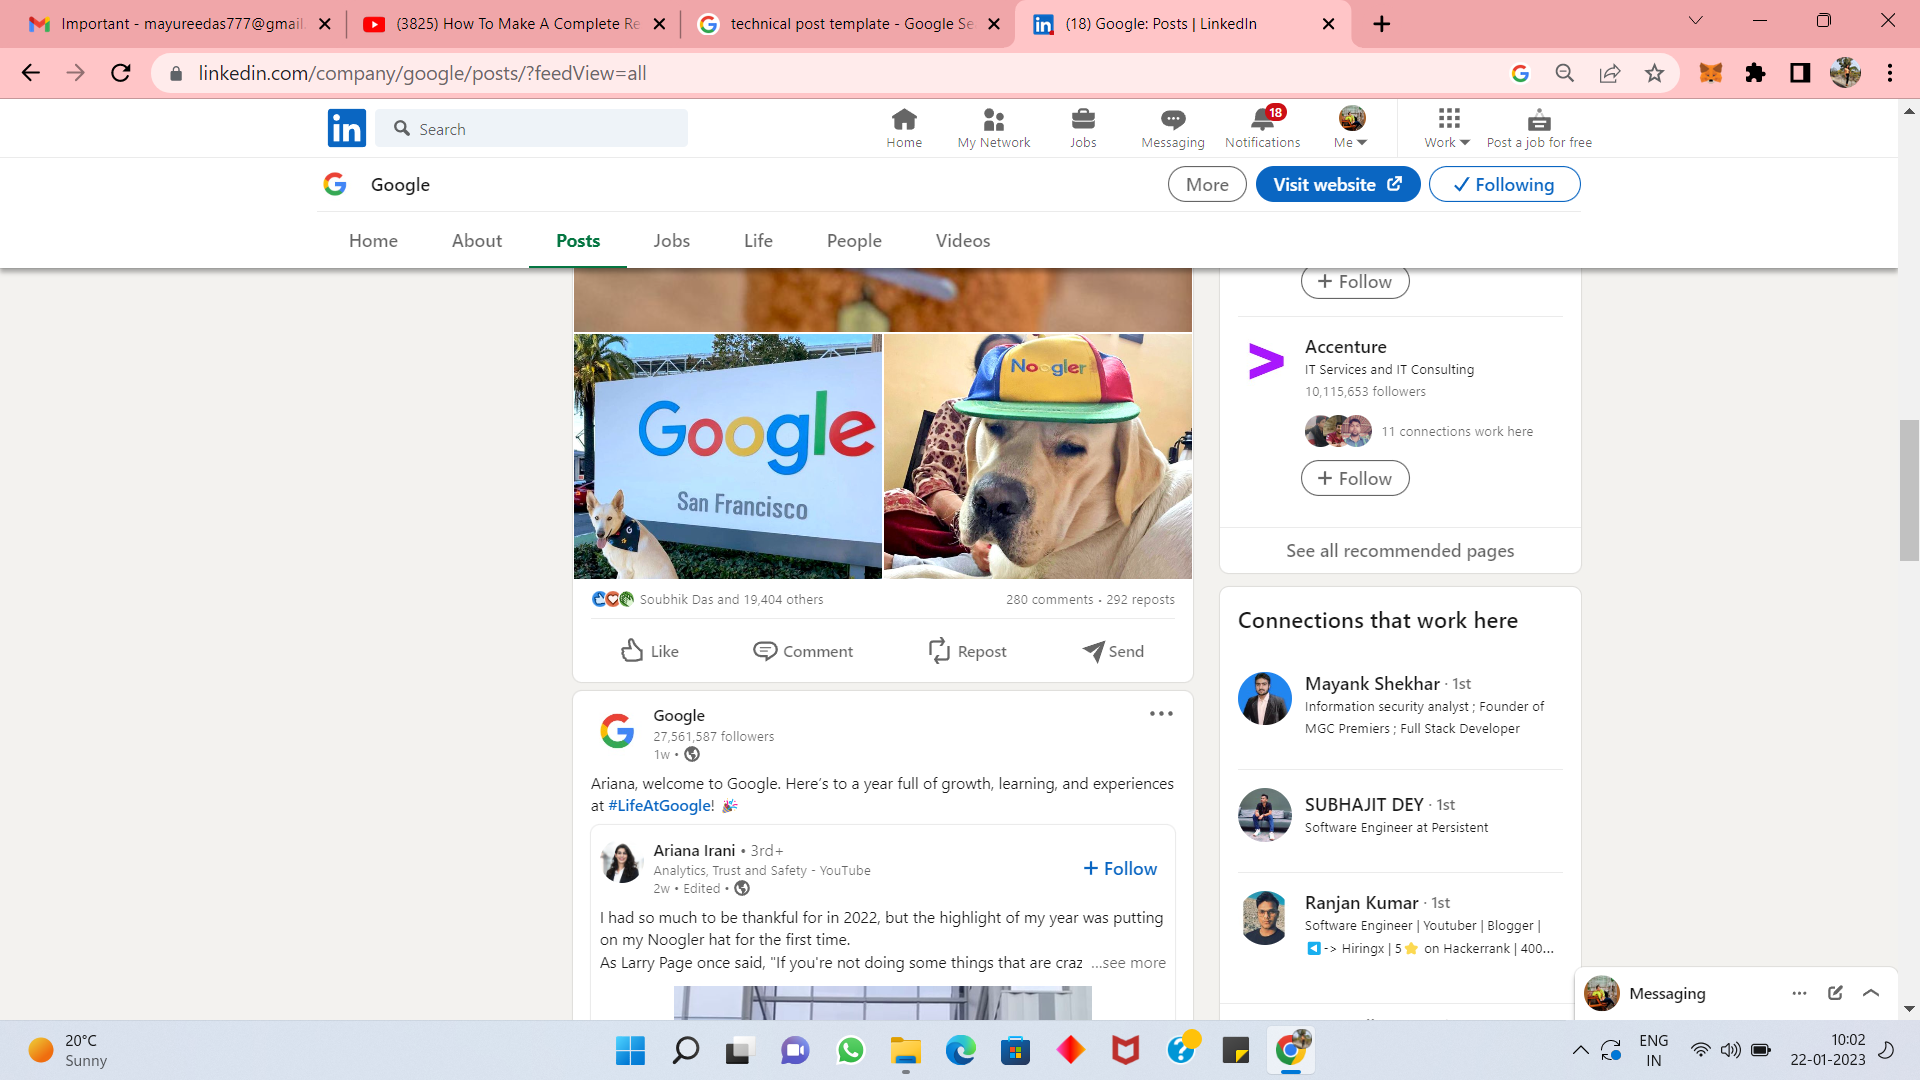 Important - mayureedas777@gmail.
(3825) How To Make A Complete Re
technical post template - Google Se
(18) Google: Posts | LinkedIn
linkedin.com/company/google/posts/?feedView=all
in
Search
Home
My Network
Jobs
Messaging
18
Notifications
Me
Work
Post a job for free
Google
More
Visit website
Following
Home
About
Posts
Jobs
Life
People
Videos
Google
San Francisco
Noogler
Soubhik Das and 19,404 others
280 comments • 292 reposts
Like
Comment
Repost
Send
Google
27,561,587 followers
1w •
Ariana, welcome to Google. Here's to a year full of growth, learning, and experiences
at #LifeAtGoogle! 🎉
Ariana Irani • 3rd+
Analytics, Trust and Safety - YouTube
2w • Edited •
+ Follow
I had so much to be thankful for in 2022, but the highlight of my year was putting
on my Noogler hat for the first time.
As Larry Page once said, "If you're not doing some things that are craz ...see more
+ Follow
Accenture
IT Services and IT Consulting
10,115,653 followers
11 connections work here
+ Follow
See all recommended pages
Connections that work here
Mayank Shekhar · 1st
Information security analyst ; Founder of
MGC Premiers ; Full Stack Developer
SUBHAJIT DEY · 1st
Software Engineer at Persistent
Ranjan Kumar · 1st
Software Engineer | Youtuber | Blogger |
◀️-> Hiringx | 5⭐ on Hackerrank | 400...
Messaging
20°C
Sunny
ENG
IN
10:02
22-01-2023